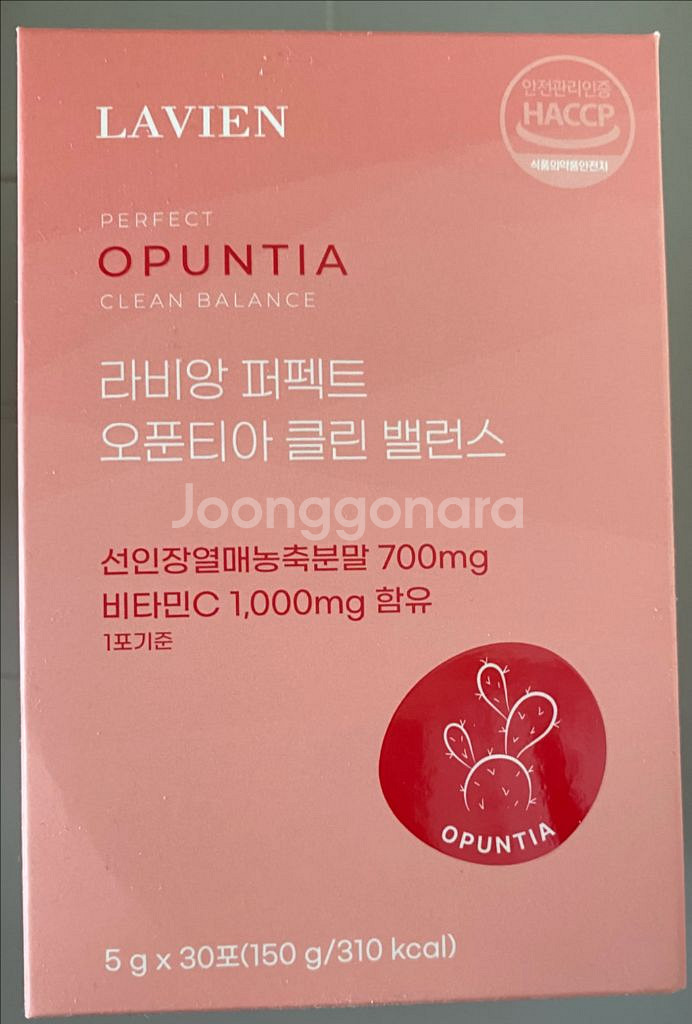 LAVIEN
안전관리인증
HACCP
식품의약품안전처
PERFECT
OPUNTIA
CLEAN BALANCE
라비앙 퍼펙트
오푼티아 클린 밸런스
Joonggonara
선인장열매농축분말 700mg
비타민C 1,000mg 함유
1포기준
OPUNTIA
5 g x 30포(150 g/310 kcal)